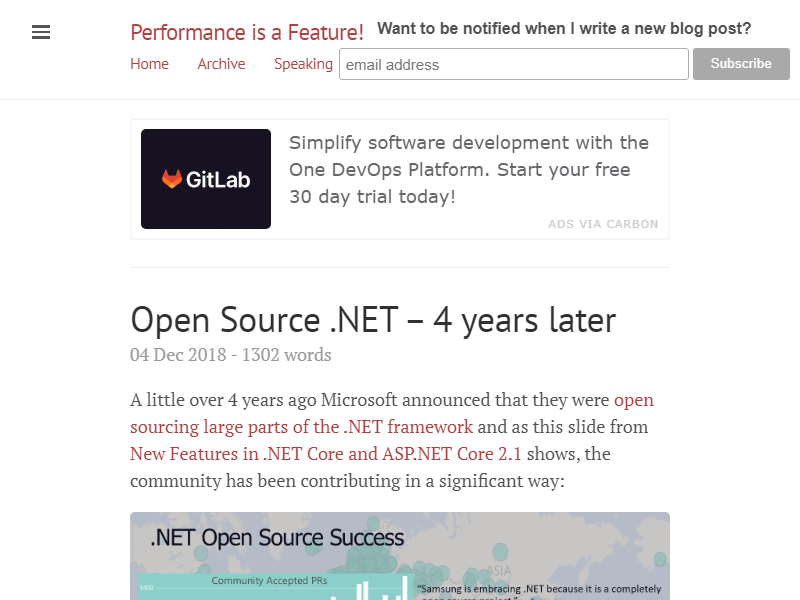 Performance is a Feature!
Want to be notified when I write a new blog post?
Home
Archive
Speaking
email address
Subscribe
GitLab
Simplify software development with the
One DevOps Platform. Start your free
30 day trial today!
ADS VIA CARBON
Open Source .NET – 4 years later
04 Dec 2018 - 1302 words
A little over 4 years ago Microsoft announced that they were open
sourcing large parts of the .NET framework and as this slide from
New Features in .NET Core and ASP.NET Core 2.1 shows, the
community has been contributing in a significant way:
.NET Open Source Success
ASIA
Community Accepted PRs
1400
"Samsung is embracing .NET because it is a completely